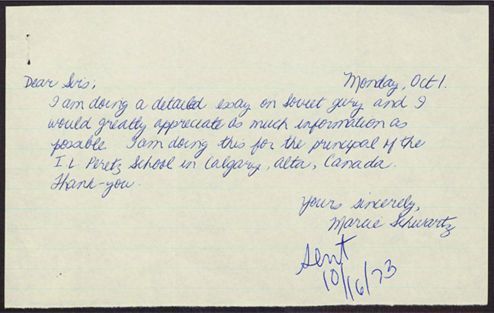 Dear Sirs, Monday, Oct 1.
I am doing a detailed essay on Soviet Jewry and I
would greatly appreciate as much information as
possable. I am doing this for the principal of the
I. L Peretz School in Calgary, Alta, Canada.
Thank-you.
Yours sincerely,
Marcie Schwartz
Sent
10/16/73